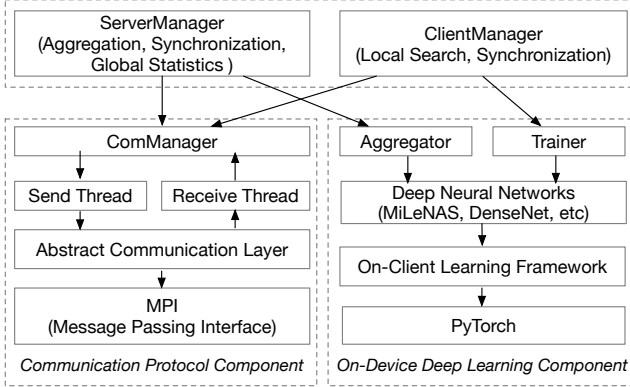 ServerManager
(Aggregation, Synchronization,
Global Statistics )
ClientManager
(Local Search, Synchronization)
ComManager
Send Thread
Receive Thread
Abstract Communication Layer
MPI
(Message Passing Interface)
Communication Protocol Component
Aggregator
Trainer
Deep Neural Networks
(MiLeNAS, DenseNet, etc)
On-Client Learning Framework
PyTorch
On-Device Deep Learning Component